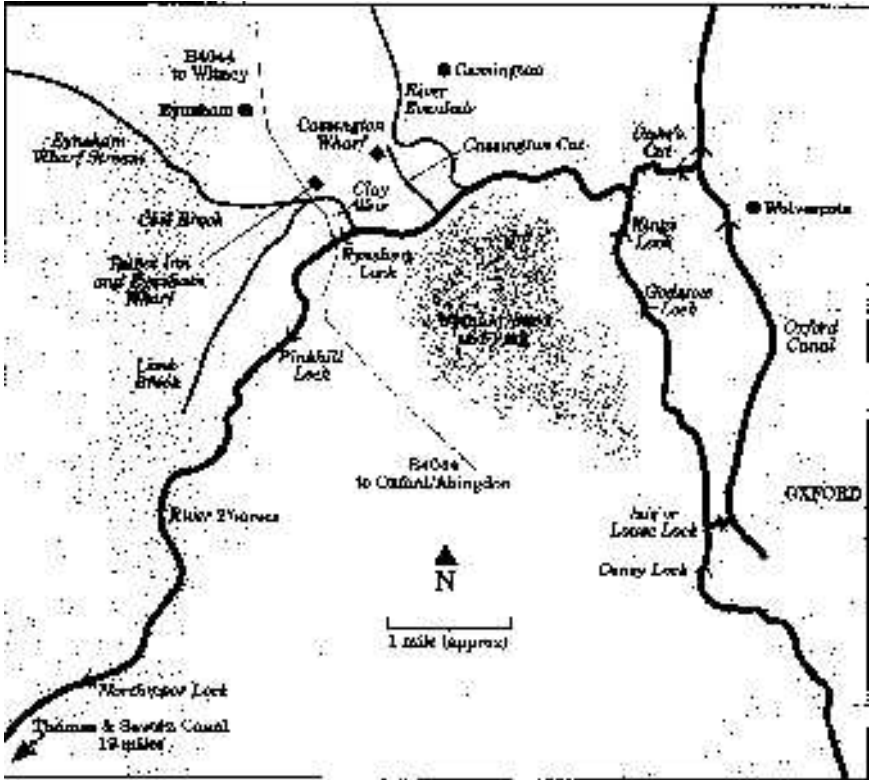 B4044
to Witney
Cassington
River
Evenlode
Eynsham
Cassington
Wharf
Cassington Cut
Duke's
Cut
Eynsham
Wharf Stream
Clay
Weir
Wolvercote
Chil Brook
King's
Lock
Eynsham
Lock
Talbot Inn
and Eynsham
Wharf
Godstow
Lock
Oxford
Canal
Pinkhill
Lock
Limb
Brook
B4044
to Oxford/Abingdon
OXFORD
River Thames
Isis or
Louse Lock
Osney Lock
N
1 mile (approx)
Northmoor Lock
Thames & Severn Canal
19 miles